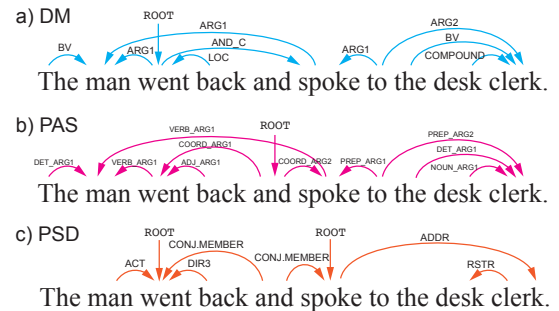 a) DM
ROOT
ARG1
ARG2
BV
ARG1
AND_C
LOC
ARG1
BV
COMPOUND
The man went back and spoke to the desk clerk.
b) PAS
VERB_ARG1
ROOT
PREP_ARG2
COORD_ARG1
DET_ARG1
DET_ARG1
VERB_ARG1
ADJ_ARG1
COORD_ARG2
PREP_ARG1
NOUN_ARG1
The man went back and spoke to the desk clerk.
c) PSD
ROOT
ROOT
CONJ.MEMBER
CONJ.MEMBER
ADDR
ACT
DIR3
RSTR
The man went back and spoke to the desk clerk.